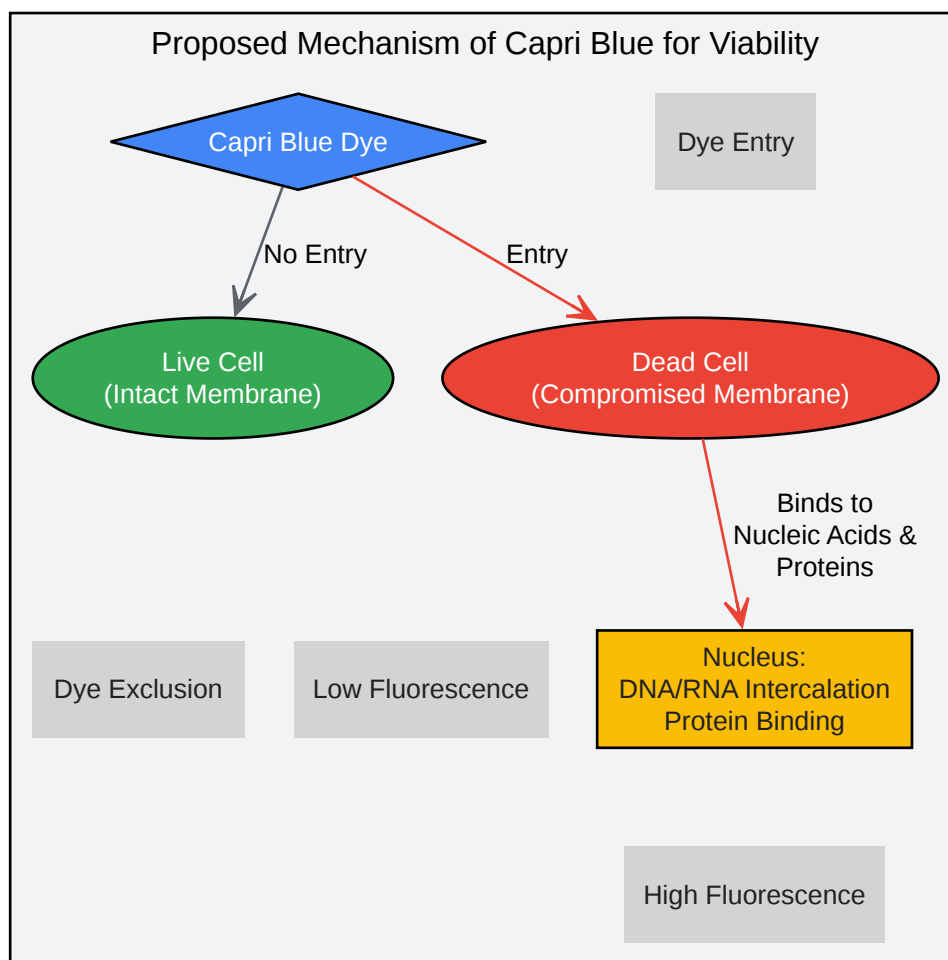 Proposed Mechanism of Capri Blue for Viability
Capri Blue Dye
Dye Entry
No Entry
Entry
Live Cell
(Intact Membrane)
Dead Cell
(Compromised Membrane)
Binds to
Nucleic Acids &
Proteins
Dye Exclusion
Low Fluorescence
Nucleus:
DNA/RNA Intercalation
Protein Binding
High Fluorescence